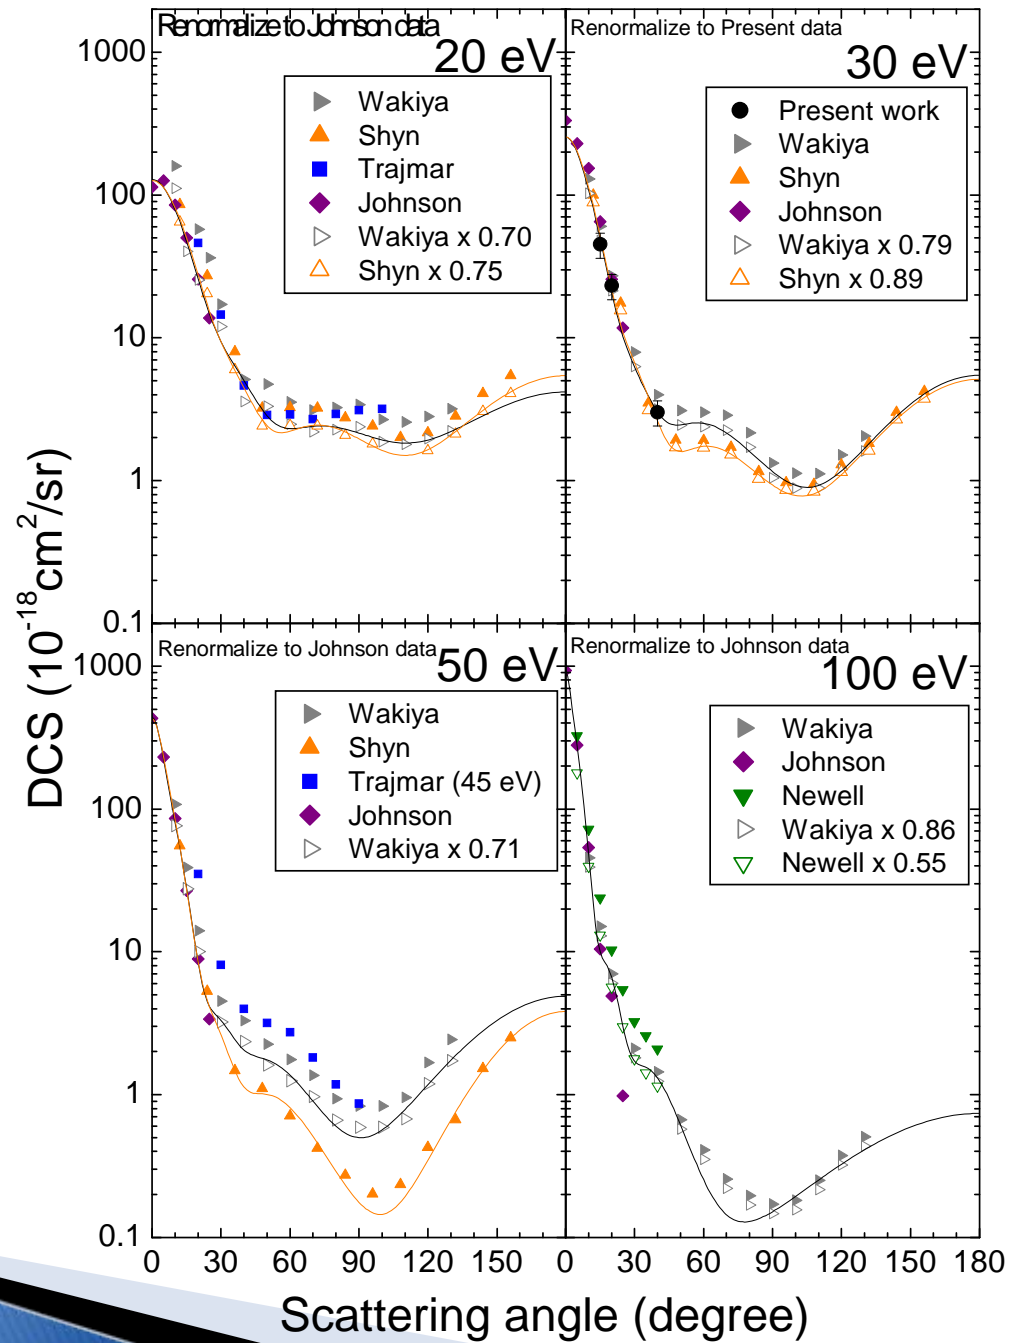 Renormalize to Johnson data
20 eV
Wakiya
Shyn
Trajmar
Johnson
Wakiya x 0.70
Shyn x 0.75
Renormalize to Present data
30 eV
Present work
Wakiya
Shyn
Johnson
Wakiya x 0.79
Shyn x 0.89
1000
100
10
1
0.1
Renormalize to Johnson data
50 eV
Wakiya
Shyn
Trajmar (45 eV)
Johnson
Wakiya x 0.71
Renormalize to Johnson data
100 eV
Wakiya
Johnson
Newell
Wakiya x 0.86
Newell x 0.55
1000
100
10
1
0.1
0 30 60 90 120 150 0 30 60 90 120 150 180
DCS (10⁻¹⁸cm²/sr)
Scattering angle (degree)